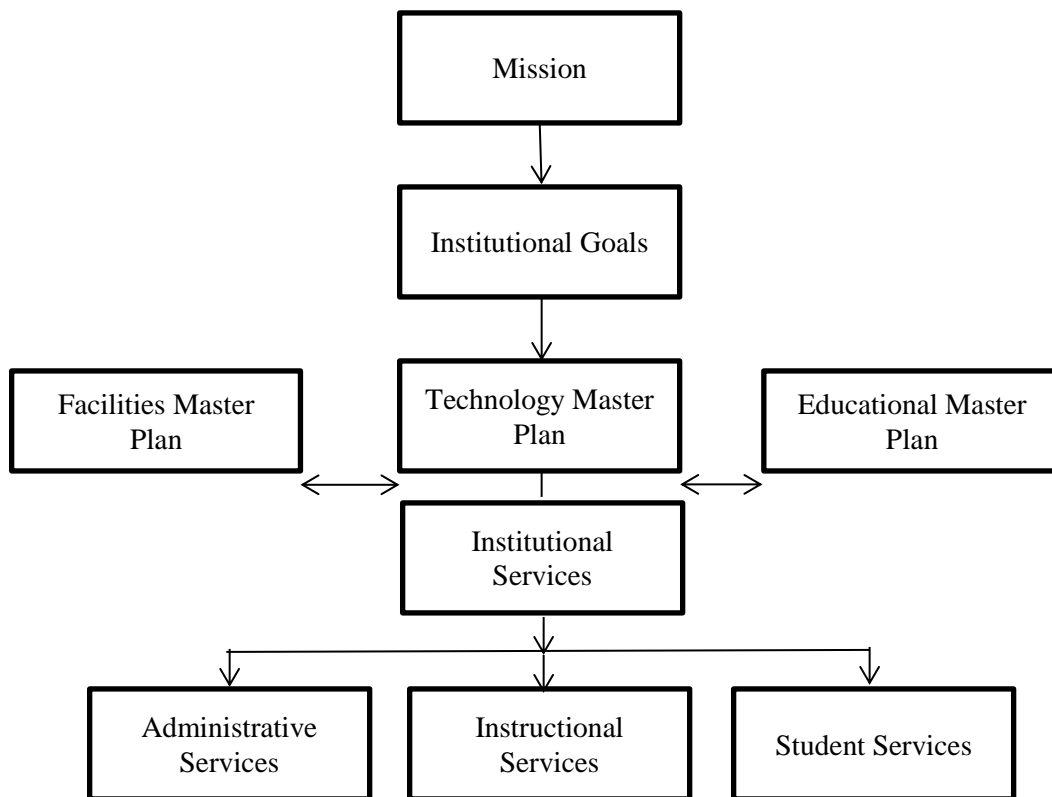 Mission
Institutional Goals
Facilities Master
Plan
Technology Master
Plan
Educational Master
Plan
Institutional
Services
Administrative
Services
Instructional
Services
Student Services